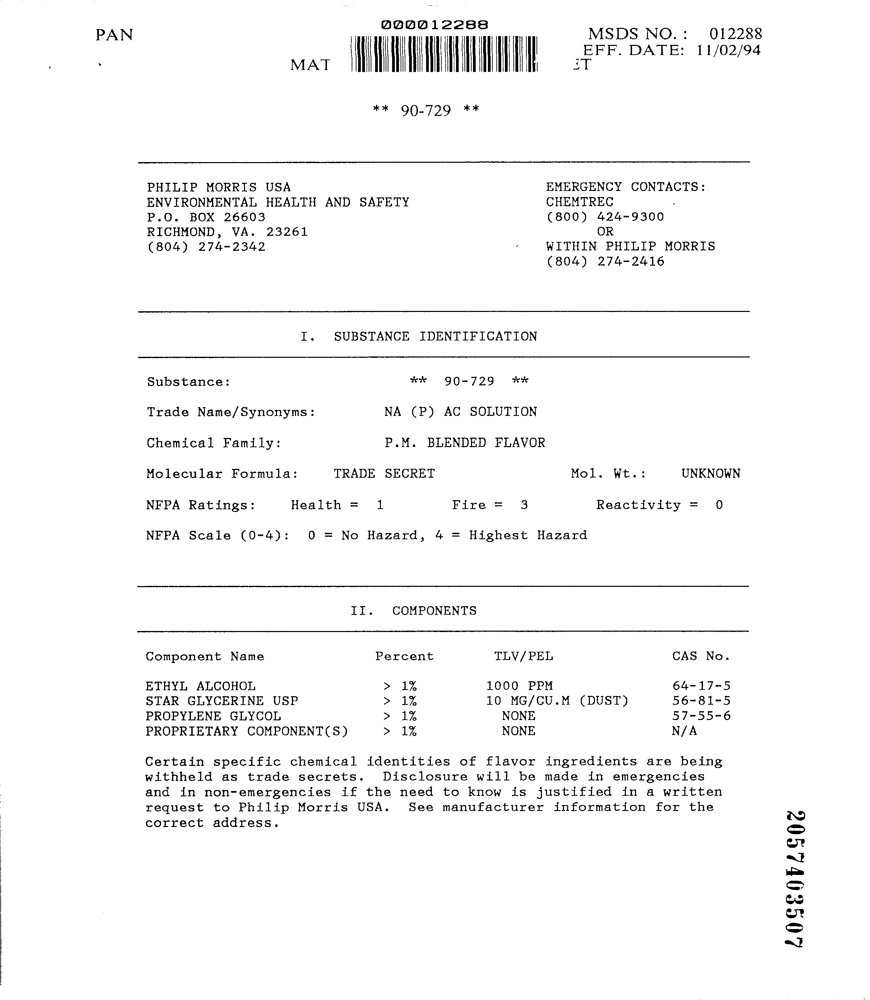 000012288
PAN
MSDS NO. : 012288
EFF. DATE: 11/02/94
MAT
ET
** 90-729 **
PHILIP MORRIS USA
ENVIRONMENTAL HEALTH AND SAFETY
P.O. BOX 26603
RICHMOND, VA. 23261
(804) 274-2342
EMERGENCY CONTACTS:
CHEMTREC
(800) 424-9300
OR
WITHIN PHILIP MORRIS
(804) 274-2416
I. SUBSTANCE IDENTIFICATION
Substance: ** 90-729 **
Trade Name/Synonyms: NA (P) AC SOLUTION
Chemical Family: P.M. BLENDED FLAVOR
Molecular Formula: TRADE SECRET Mol. Wt.: UNKNOWN
NFPA Ratings: Health = 1 Fire = 3 Reactivity = 0
NFPA Scale (0-4): 0 = No Hazard, 4 = Highest Hazard
II. COMPONENTS
Component Name Percent TLV/PEL CAS No.
ETHYL ALCOHOL > 1% 1000 PPM 64-17-5
STAR GLYCERINE USP > 1% 10 MG/CU.M (DUST) 56-81-5
PROPYLENE GLYCOL > 1% NONE 57-55-6
PROPRIETARY COMPONENT(S) > 1% NONE N/A
Certain specific chemical identities of flavor ingredients are being
withheld as trade secrets. Disclosure will be made in emergencies
and in non-emergencies if the need to know is justified in a written
request to Philip Morris USA. See manufacturer information for the
correct address.
2057403507